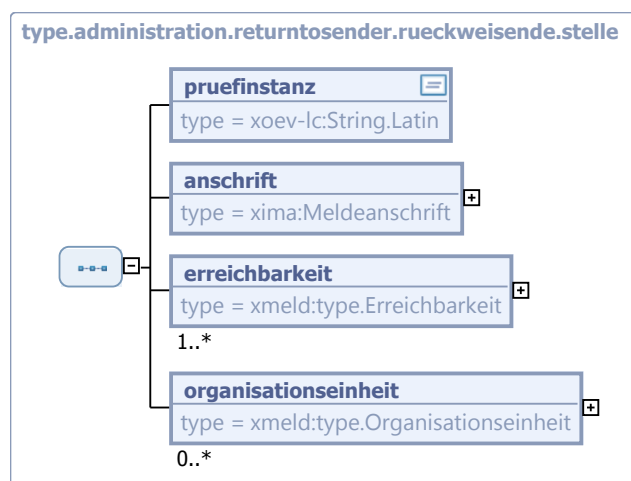 type.administration.returntosender.rueckweisende.stelle
pruefinstanz
type = xoev-lc:String.Latin
anschrift
type = xima:Meldeanschrift
erreichbarkeit
type = xmeld:type.Erreichbarkeit
1..*
organisationseinheit
type = xmeld:type.Organisationseinheit
0..*